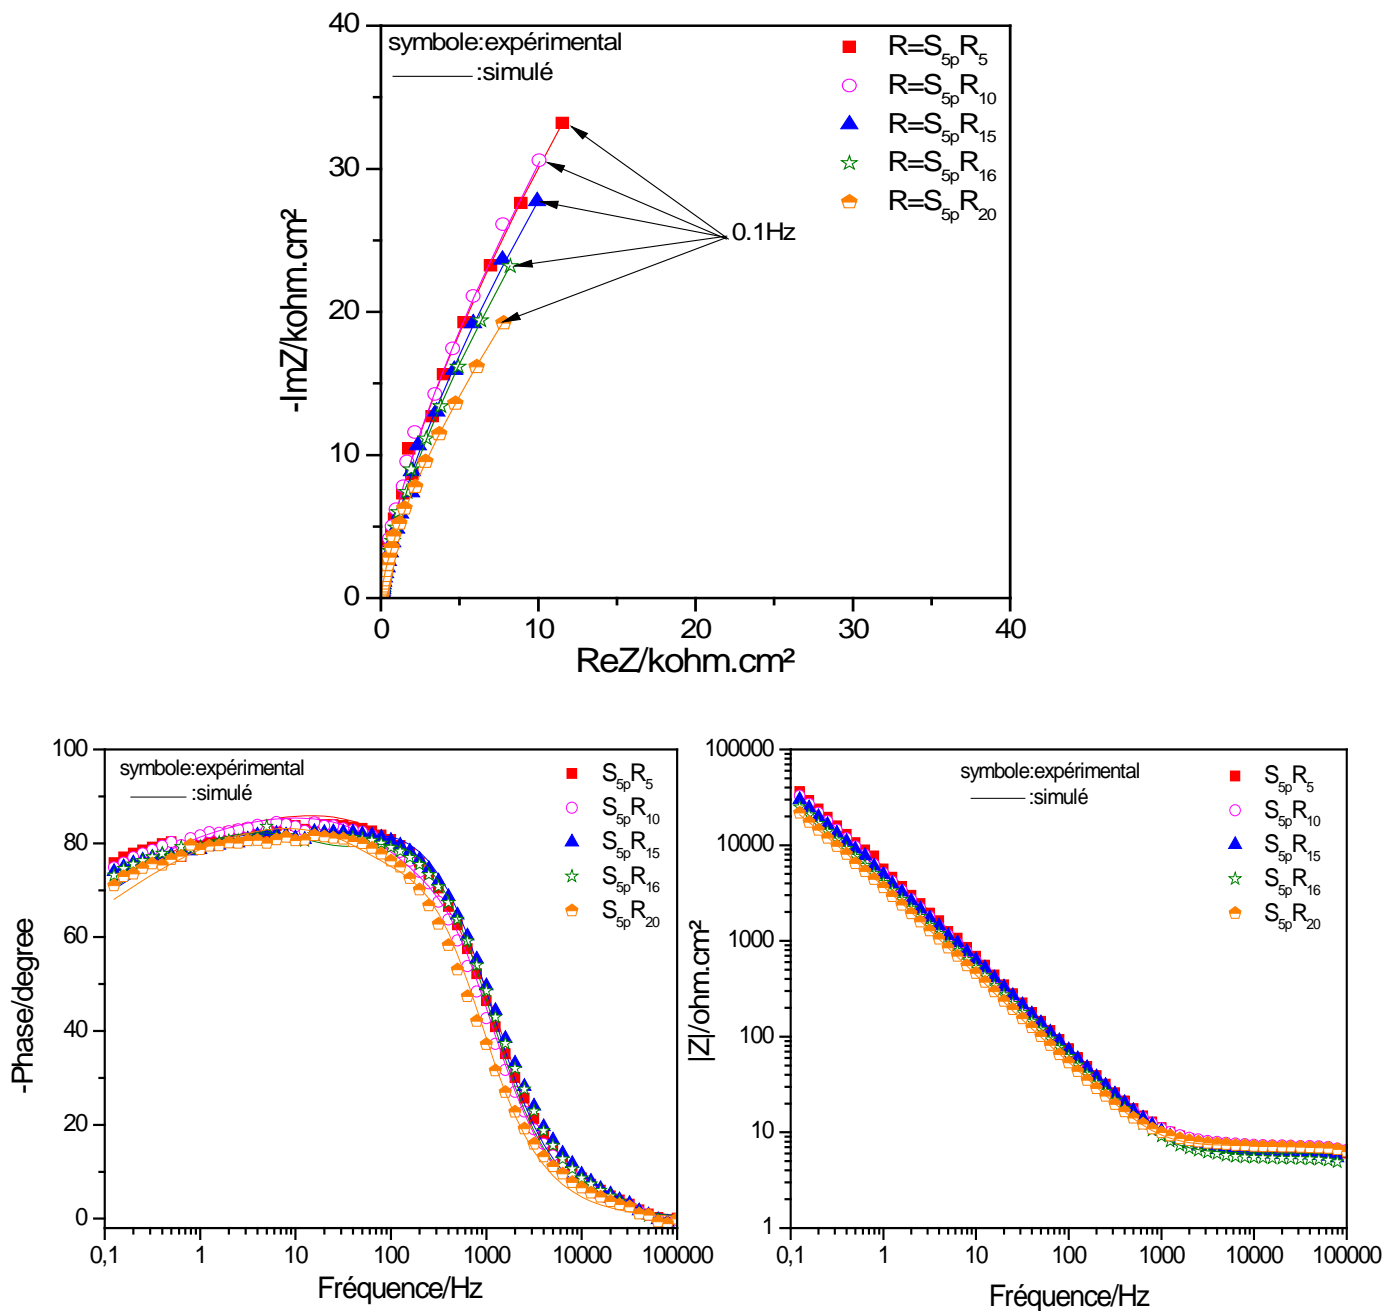 40
30
20
10
0
-ImZ/kohm.cm²
symbole:expérimental
:simulé
R=S5pR5
R=S5pR10
R=S5pR15
R=S5pR16
R=S5pR20
0.1Hz
0 10 20 30 40
ReZ/kohm.cm²
100
80
60
40
20
0
-Phase/degree
symbole:expérimental
:simulé
S5pR5
S5pR10
S5pR15
S5pR16
S5pR20
0,1 1 10 100 1000 10000 100000
Fréquence/Hz
100000
10000
1000
100
10
1
|Z|/ohm.cm²
symbole:expérimental
:simulé
S5pR5
S5pR10
S5pR15
S5pR16
S5pR20
0,1 1 10 100 1000 10000 100000
Fréquence/Hz